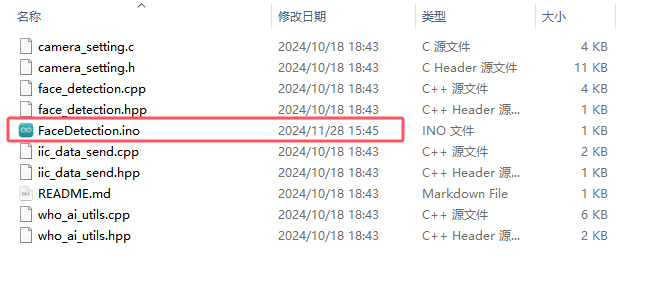 名称 修改日期 类型 大小
camera_setting.c 2024/10/18 18:43 C 源文件 4 KB
camera_setting.h 2024/10/18 18:43 C Header 源文件 11 KB
face_detection.cpp 2024/10/18 18:43 C++ 源文件 4 KB
face_detection.hpp 2024/10/18 18:43 C++ Header 源... 1 KB
FaceDetection.ino 2024/11/28 15:45 INO 文件 1 KB
iic_data_send.cpp 2024/10/18 18:43 C++ 源文件 2 KB
iic_data_send.hpp 2024/10/18 18:43 C++ Header 源... 1 KB
README.md 2024/10/18 18:43 Markdown File 1 KB
who_ai_utils.cpp 2024/10/18 18:43 C++ 源文件 6 KB
who_ai_utils.hpp 2024/10/18 18:43 C++ Header 源... 2 KB